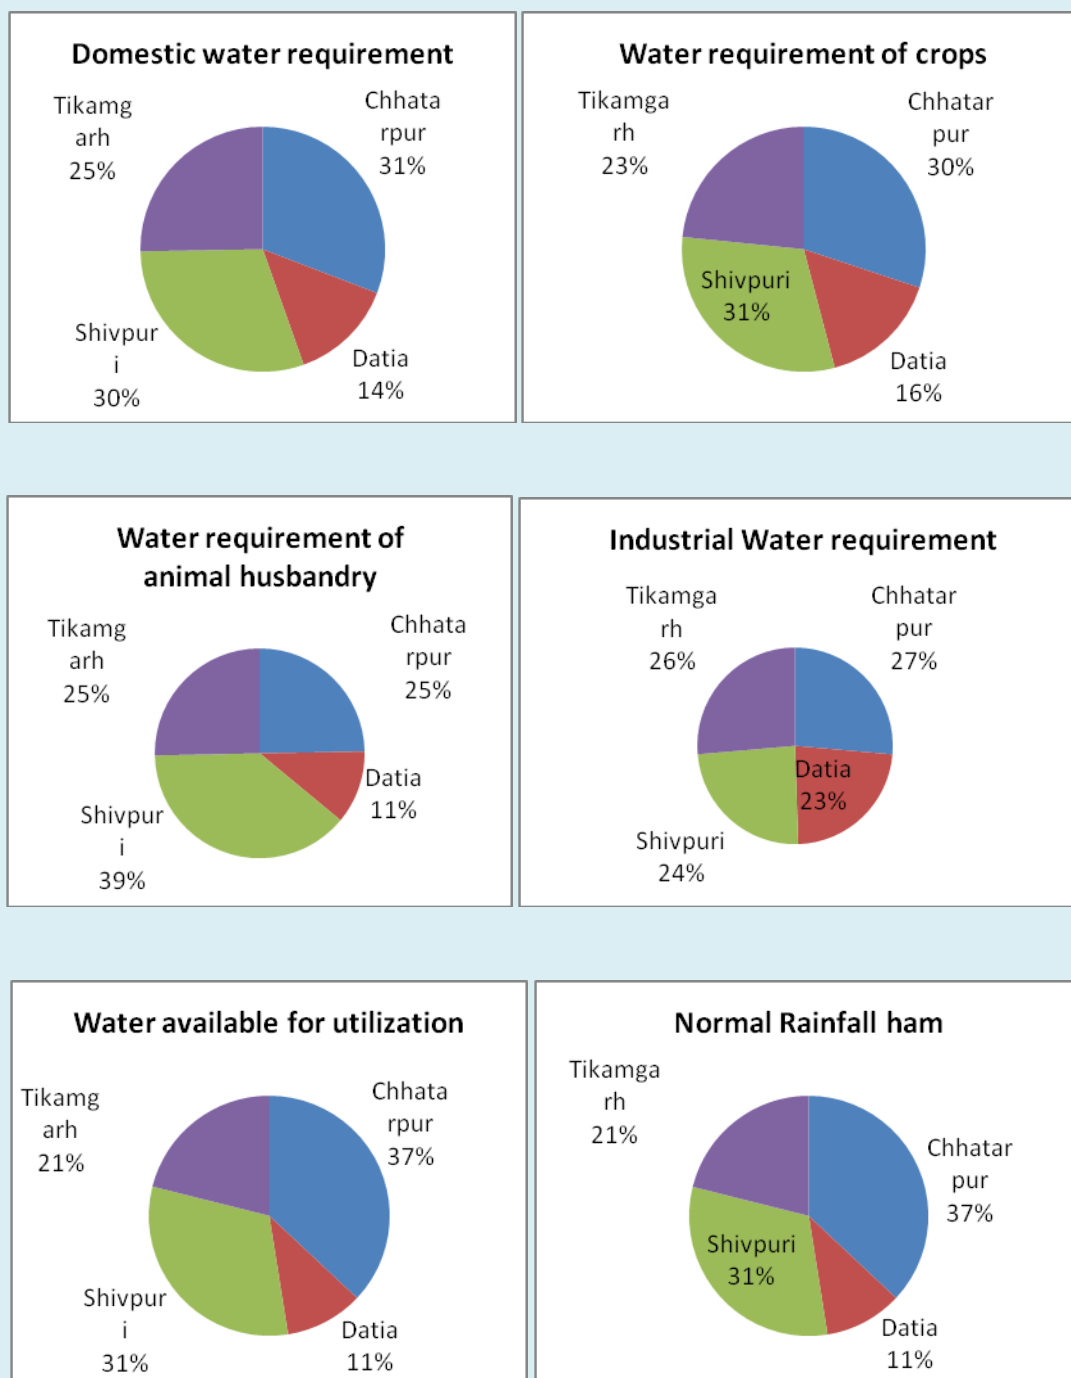 Domestic water requirement
Tikamg
arh
25%
Chhata
rpur
31%
Shivpur
i
30%
Datia
14%
Water requirement of crops
Tikamga
rh
23%
Chhatar
pur
30%
Shivpuri
31%
Datia
16%
Water requirement of
animal husbandry
Tikamg
arh
25%
Chhata
rpur
25%
Datia
11%
Shivpur
i
39%
Industrial Water requirement
Tikamga
rh
26%
Chhatar
pur
27%
Datia
23%
Shivpuri
24%
Water available for utilization
Tikamg
arh
21%
Chhata
rpur
37%
Shivpur
i
31%
Datia
11%
Normal Rainfall ham
Tikamga
rh
21%
Chhatar
pur
37%
Shivpuri
31%
Datia
11%